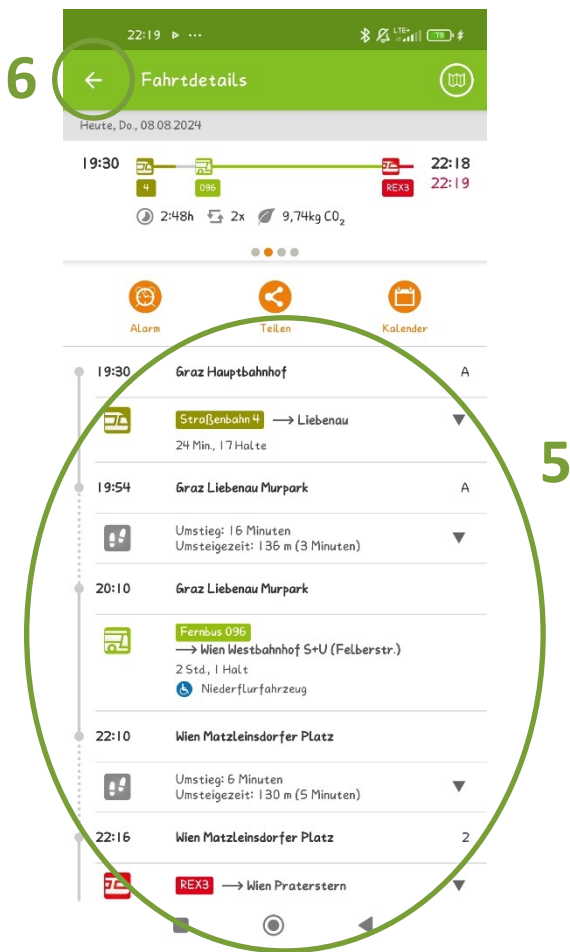 22:19 ...
LTE+
79
6
Fahrtdetails
Heute, Do., 08.08.2024
19:30 22:18
4 096 REX3 22:19
2:48h 2x 9,74kg CO₂
Alarm Teilen Kalender
19:30 Graz Hauptbahnhof A
Straßenbahn 4 → Liebenau
24 Min., 17 Halte
5
19:54 Graz Liebenau Murpark A
Umstieg: 16 Minuten
Umsteigezeit: 136 m (3 Minuten)
20:10 Graz Liebenau Murpark
Fernbus 096
→ Wien Westbahnhof S+U (Felberstr.)
2 Std., 1 Halt
Niederflurfahrzeug
22:10 Wien Matzleinsdorfer Platz
Umstieg: 6 Minuten
Umsteigezeit: 130 m (5 Minuten)
22:16 Wien Matzleinsdorfer Platz 2
REX3 → Wien Praterstern